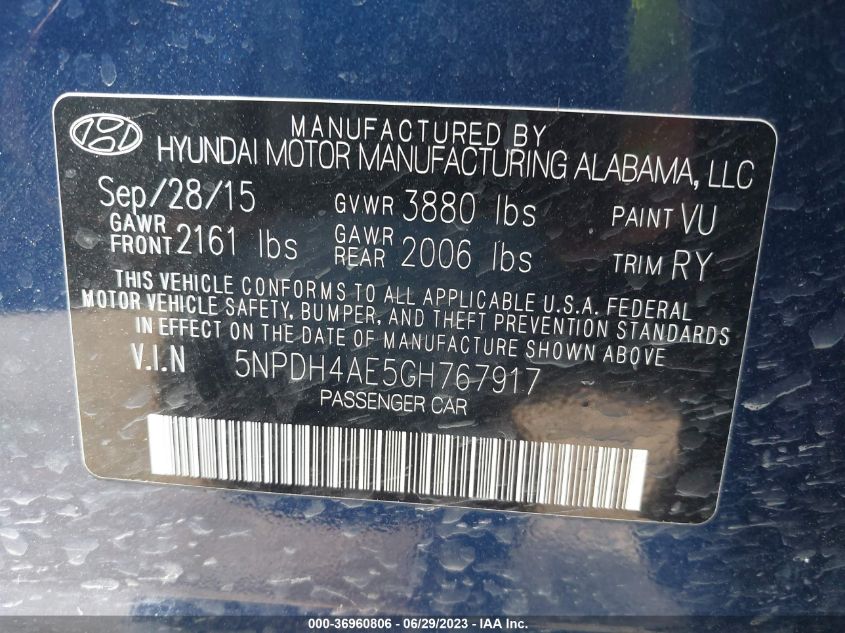 MANUFACTURED BY
HYUNDAI MOTOR MANUFACTURING ALABAMA, LLC
Sep/28/15 GVWR 3880 lbs PAINT VU
GAWR FRONT 2161 lbs GAWR REAR 2006 lbs TRIM RY
THIS VEHICLE CONFORMS TO ALL APPLICABLE U.S.A. FEDERAL
MOTOR VEHICLE SAFETY, BUMPER, AND THEFT PREVENTION STANDARDS
IN EFFECT ON THE DATE OF MANUFACTURE SHOWN ABOVE
V.I.N 5NPDH4AE5GH767917
PASSENGER CAR
000-36960806 - 06/29/2023 - IAA Inc.